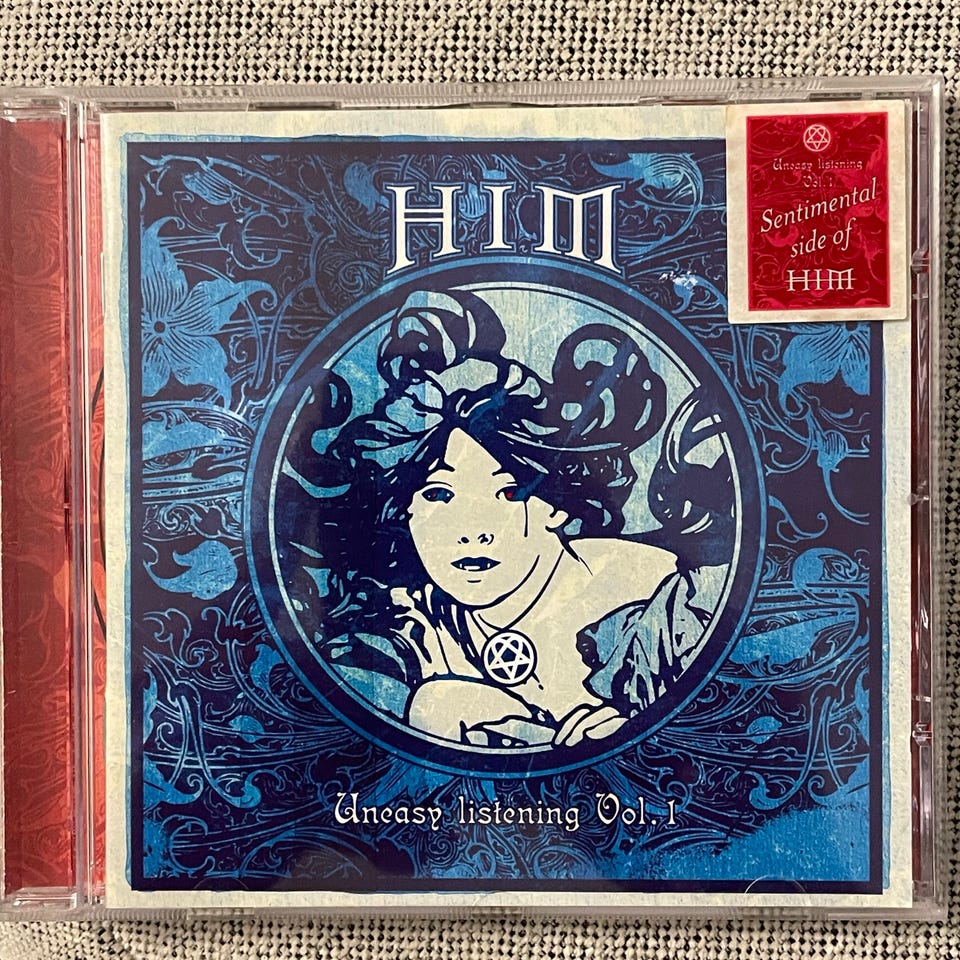 HIM
Uneasy listening
Vol. 1
Sentimental
side of
HIM
Uneasy listening Vol. 1